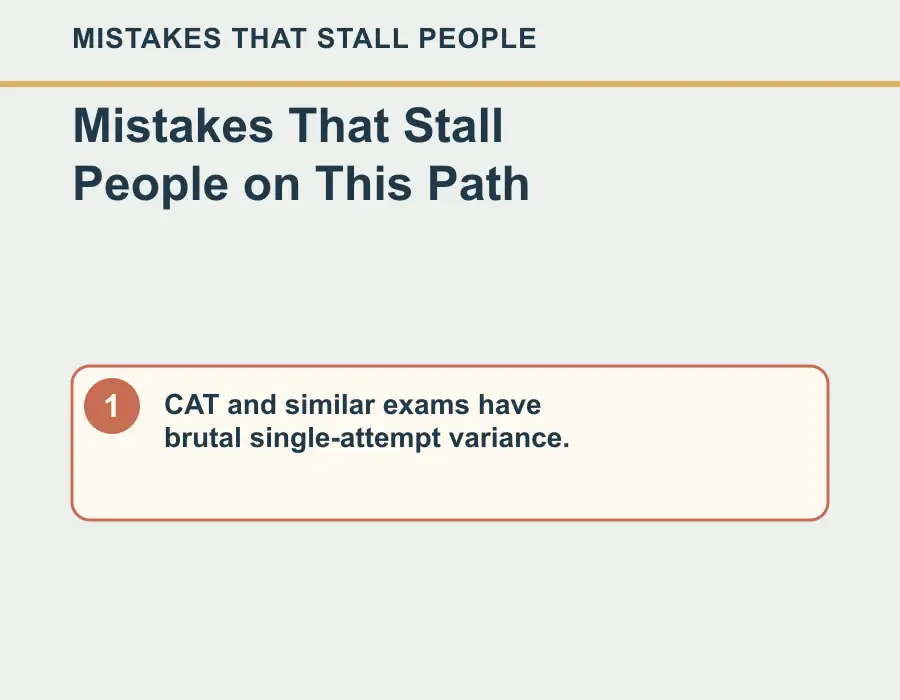 MISTAKES THAT STALL PEOPLE
Mistakes That Stall
People on This Path
1
CAT and similar exams have
brutal single-attempt variance.